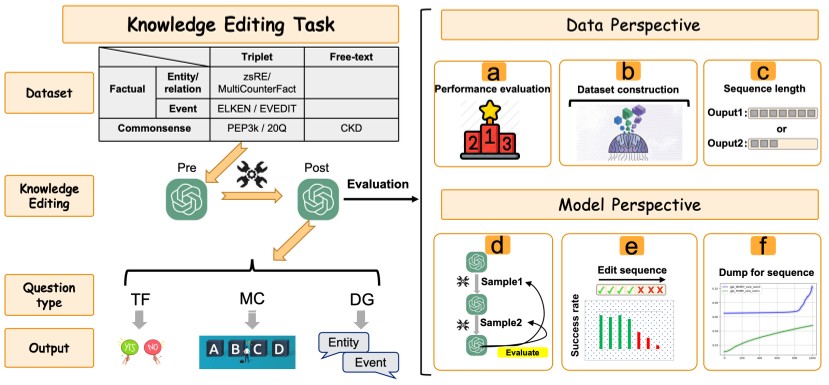 Knowledge Editing Task
Triplet
Free-text
Dataset
Factual
Entity/
relation
zsRE/
MultiCounterFact
Event
ELKEN / EVEDIT
Commonsense
PEP3k / 20Q
CKD
Knowledge
Editing
Pre
Post
Evaluation
Question
type
TF
MC
DG
Output
YES
NO
A B C D
Entity
Event
Data Perspective
a
Performance evaluation
2 1 3
b
Dataset construction
c
Sequence length
Ouput1:
or
Ouput2:
Model Perspective
d
Sample1
Sample2
Evaluate
e
Edit sequence
Success rate
f
Dump for sequence